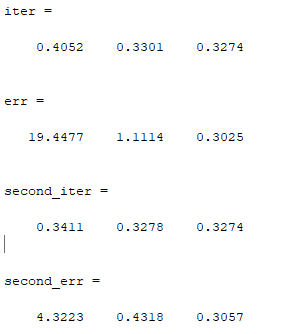 iter =
0.4052 0.3301 0.3274
err =
19.4477 1.1114 0.3025
second_iter =
0.3411 0.3278 0.3274
second_err =
4.3223 0.4318 0.3057